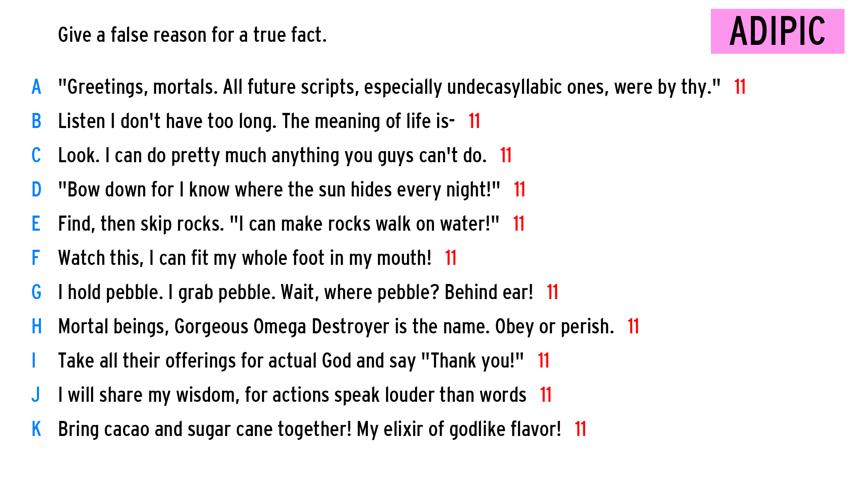 Give a false reason for a true fact.
ADIPIC
A "Greetings, mortals. All future scripts, especially undecasyllabic ones, were by thy." 11
B Listen I don't have too long. The meaning of life is- 11
C Look. I can do pretty much anything you guys can't do. 11
D "Bow down for I know where the sun hides every night!" 11
E Find, then skip rocks. "I can make rocks walk on water!" 11
F Watch this, I can fit my whole foot in my mouth! 11
G I hold pebble. I grab pebble. Wait, where pebble? Behind ear! 11
H Mortal beings, Gorgeous Omega Destroyer is the name. Obey or perish. 11
I Take all their offerings for actual God and say "Thank you!" 11
J I will share my wisdom, for actions speak louder than words 11
K Bring cacao and sugar cane together! My elixir of godlike flavor! 11